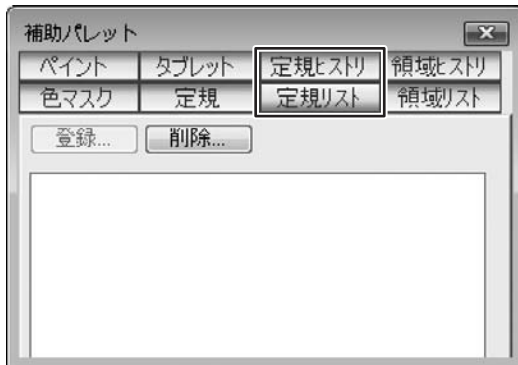 補助パレット
ペイント タブレット 定規ヒストリ 領域ヒストリ
色マスク 定規 定規リスト 領域リスト
登録... 削除...